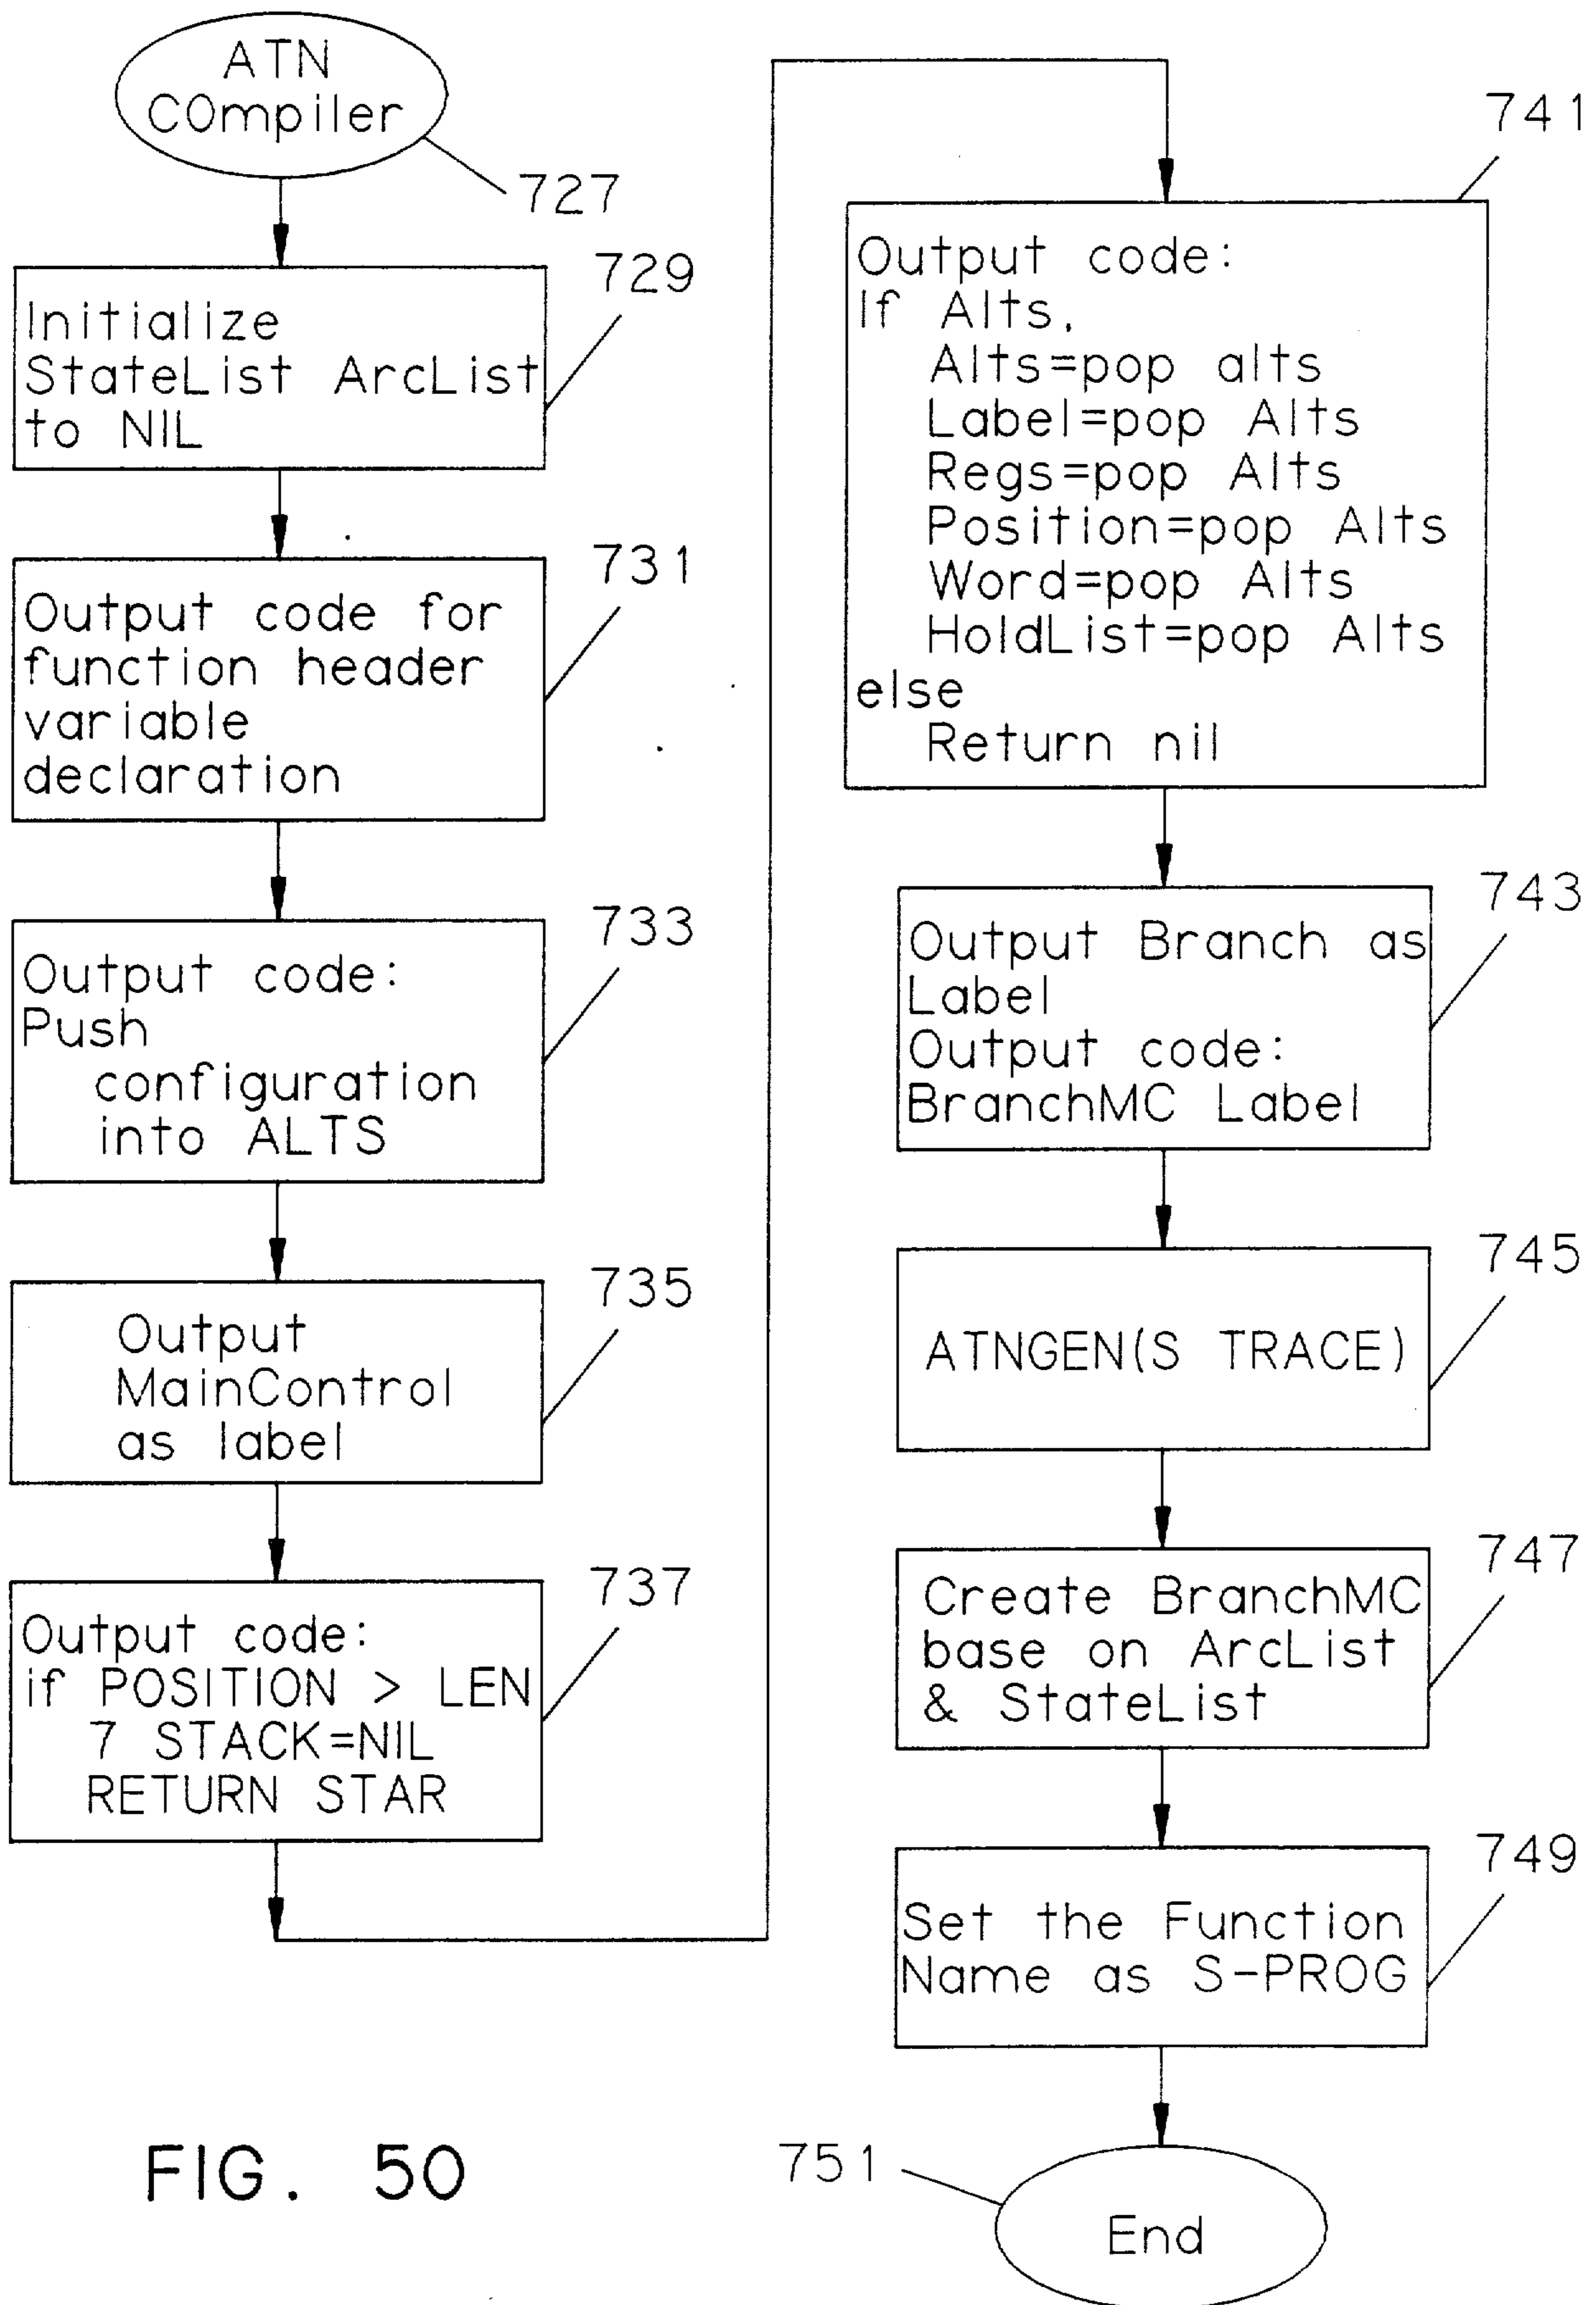 ATN
COmpiler
727
Initialize
StateList ArcList
to NIL
729
Output code for
function header
variable
declaration
731
Output code:
Push
configuration
into ALTS
733
Output
MainControl
as label
735
Output code:
if POSITION > LEN
7 STACK=NIL
RETURN STAR
737
741
Output code:
If Alts,
Alts=pop alts
Label=pop Alts
Regs=pop Alts
Position=pop Alts
Word=pop Alts
HoldList=pop Alts
else
Return nil
743
Output Branch as
Label
Output code:
BranchMC Label
745
ATNGEN(S TRACE)
747
Create BranchMC
base on ArcList
& StateList
749
Set the Function
Name as S-PROG
751
End
FIG. 50